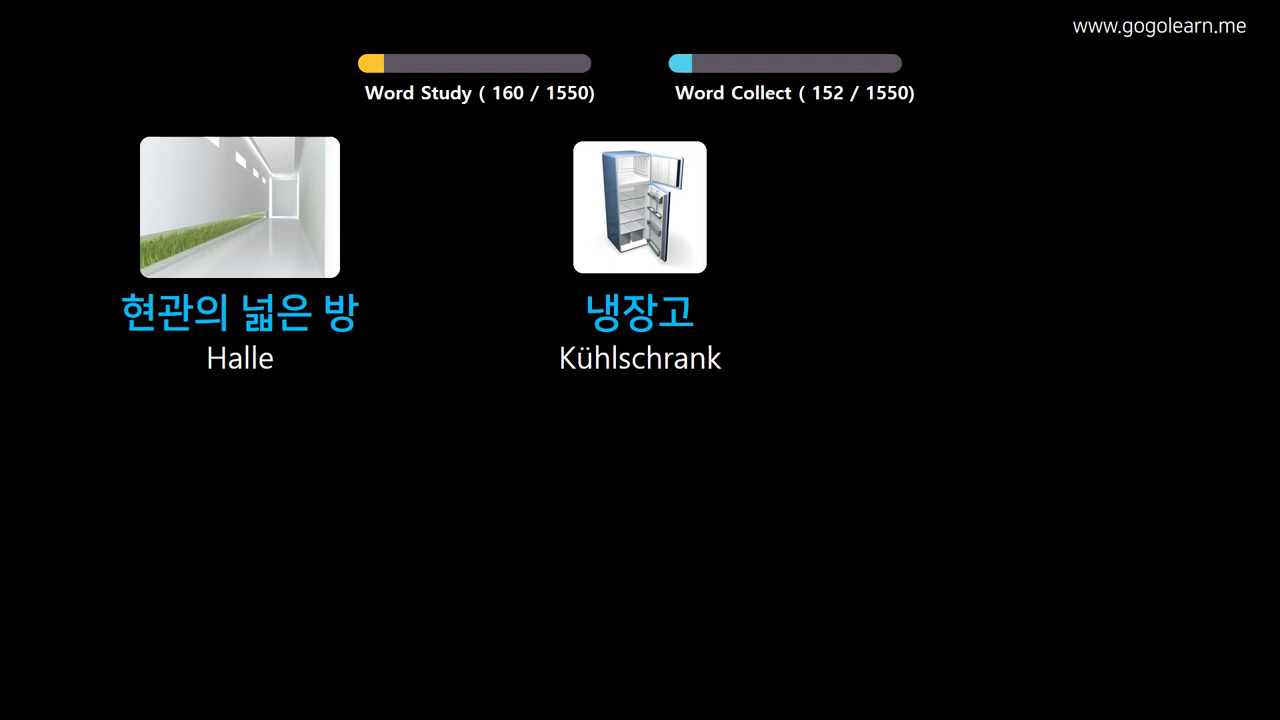 www.gogolearn.me
Word Study ( 160 / 1550)
Word Collect ( 152 / 1550)
현관의 넓은 방
Halle
냉장고
Kühlschrank